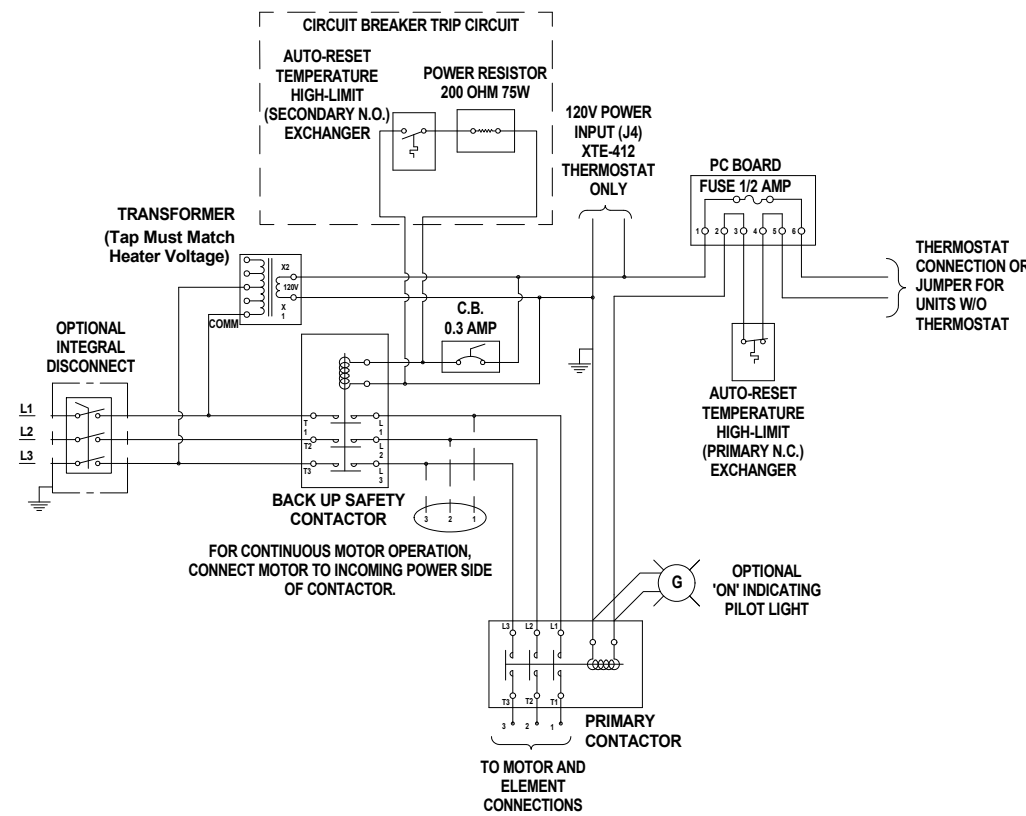 CIRCUIT BREAKER TRIP CIRCUIT
AUTO-RESET
TEMPERATURE
HIGH-LIMIT
(SECONDARY N.O.)
EXCHANGER
POWER RESISTOR
200 OHM 75W
120V POWER
INPUT (J4)
XTE-412
THERMOSTAT
ONLY
PC BOARD
FUSE 1/2 AMP
1 2 3 4 5 6
THERMOSTAT
CONNECTION OR
JUMPER FOR
UNITS W/O
THERMOSTAT
TRANSFORMER
(Tap Must Match
Heater Voltage)
X2
120V
X
1
COMM
C.B.
0.3 AMP
OPTIONAL
INTEGRAL
DISCONNECT
L1
L2
L3
T
1
T2
T3
L
1
L
2
L
3
AUTO-RESET
TEMPERATURE
HIGH-LIMIT
(PRIMARY N.C.)
EXCHANGER
BACK UP SAFETY
CONTACTOR
3 2 1
FOR CONTINUOUS MOTOR OPERATION,
CONNECT MOTOR TO INCOMING POWER SIDE
OF CONTACTOR.
G
OPTIONAL
'ON' INDICATING
PILOT LIGHT
L3 L2 L1
T3 T2 T1
3 2 1
PRIMARY
CONTACTOR
TO MOTOR AND
ELEMENT
CONNECTIONS